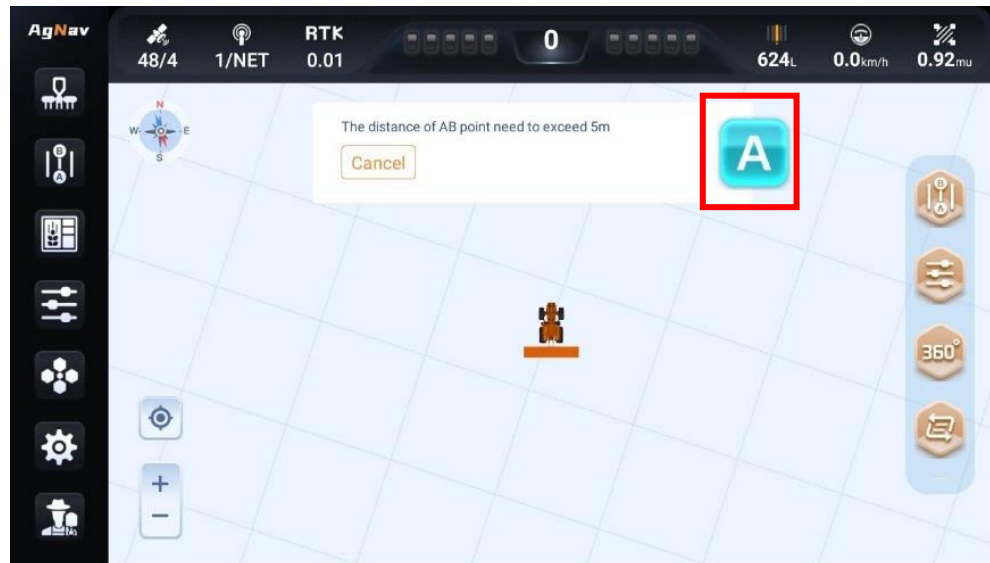 AgNav
48/4
1/NET
RTK
0.01
0
624L
0.0km/h
0.92mu
N
W
E
S
The distance of AB point need to exceed 5m
Cancel
A
B
A
B
A
360°
+
−